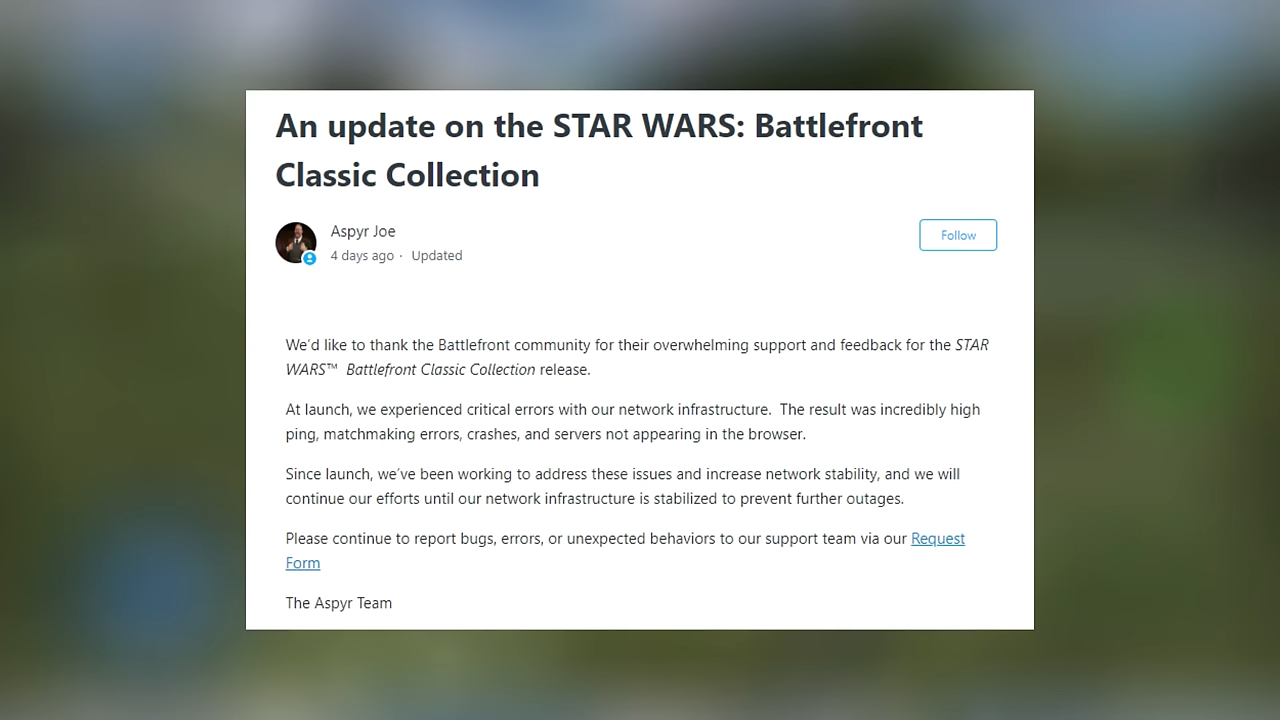 An update on the STAR WARS: Battlefront
Classic Collection
Aspyr Joe
4 days ago · Updated
Follow
We’d like to thank the Battlefront community for their overwhelming support and feedback for the STAR
WARS™ Battlefront Classic Collection release.
At launch, we experienced critical errors with our network infrastructure. The result was incredibly high
ping, matchmaking errors, crashes, and servers not appearing in the browser.
Since launch, we’ve been working to address these issues and increase network stability, and we will
continue our efforts until our network infrastructure is stabilized to prevent further outages.
Please continue to report bugs, errors, or unexpected behaviors to our support team via our Request
Form
The Aspyr Team